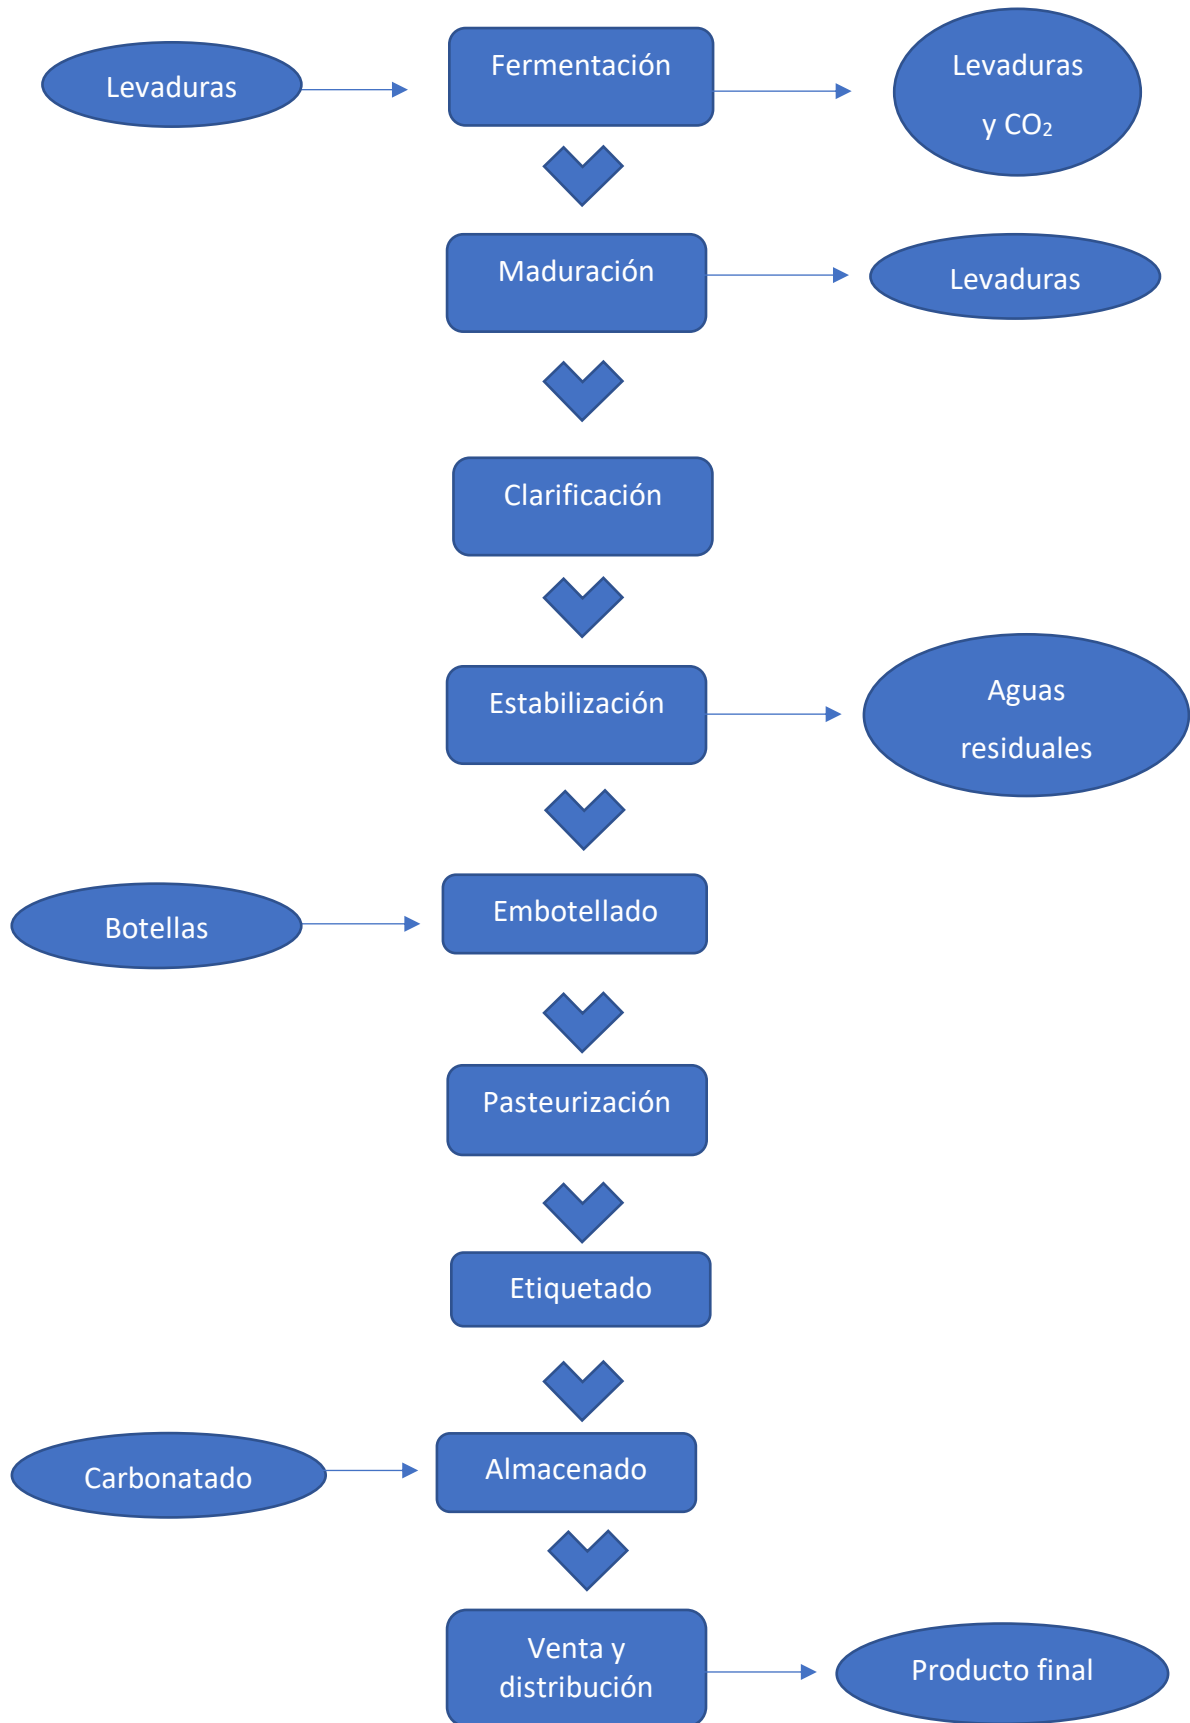 Levaduras
Fermentación
Levaduras
y CO₂
Maduración
Levaduras
Clarificación
Estabilización
Aguas
residuales
Botellas
Embotellado
Pasteurización
Etiquetado
Carbonatado
Almacenado
Venta y
distribución
Producto final